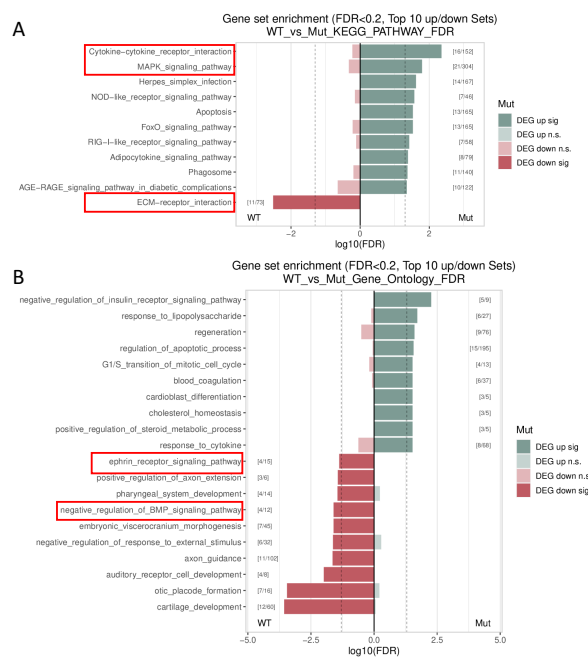 A
Gene set enrichment (FDR<0.2, Top 10 up/down Sets)
WT_vs_Mut_KEGG_PATHWAY_FDR
Cytokine-cytokine_receptor_interaction [16/152]
MAPK_signaling_pathway [21/304]
Herpes_simplex_infection [14/167]
NOD-like_receptor_signaling_pathway [7/46]
Apoptosis [13/165]
FoxO_signaling_pathway [13/165]
RIG-I-like_receptor_signaling_pathway [7/58]
Adipocytokine_signaling_pathway [8/79]
Phagosome [11/140]
AGE-RAGE_signaling_pathway_in_diabetic_complications [10/122]
ECM-receptor_interaction [11/73]
WT Mut
−2 0 2
log10(FDR)
Mut
DEG up sig
DEG up n.s.
DEG down n.s.
DEG down sig
B
Gene set enrichment (FDR<0.2, Top 10 up/down Sets)
WT_vs_Mut_Gene_Ontology_FDR
negative_regulation_of_insulin_receptor_signaling_pathway [5/9]
response_to_lipopolysaccharide [6/27]
regeneration [9/76]
regulation_of_apoptotic_process [15/195]
G1/S_transition_of_mitotic_cell_cycle [4/13]
blood_coagulation [6/37]
cardioblast_differentiation [3/5]
cholesterol_homeostasis [3/5]
positive_regulation_of_steroid_metabolic_process [3/5]
response_to_cytokine [8/68]
ephrin_receptor_signaling_pathway [4/15]
positive_regulation_of_axon_extension [3/6]
pharyngeal_system_development [4/14]
negative_regulation_of_BMP_signaling_pathway [4/12]
embryonic_viscerocranium_morphogenesis [7/45]
negative_regulation_of_response_to_external_stimulus [6/32]
axon_guidance [11/102]
auditory_receptor_cell_development [4/8]
otic_placode_formation [7/16]
cartilage_development [12/60]
WT Mut
−5.0 −2.5 0.0 2.5 5.0
log10(FDR)
Mut
DEG up sig
DEG up n.s.
DEG down n.s
DEG down sig